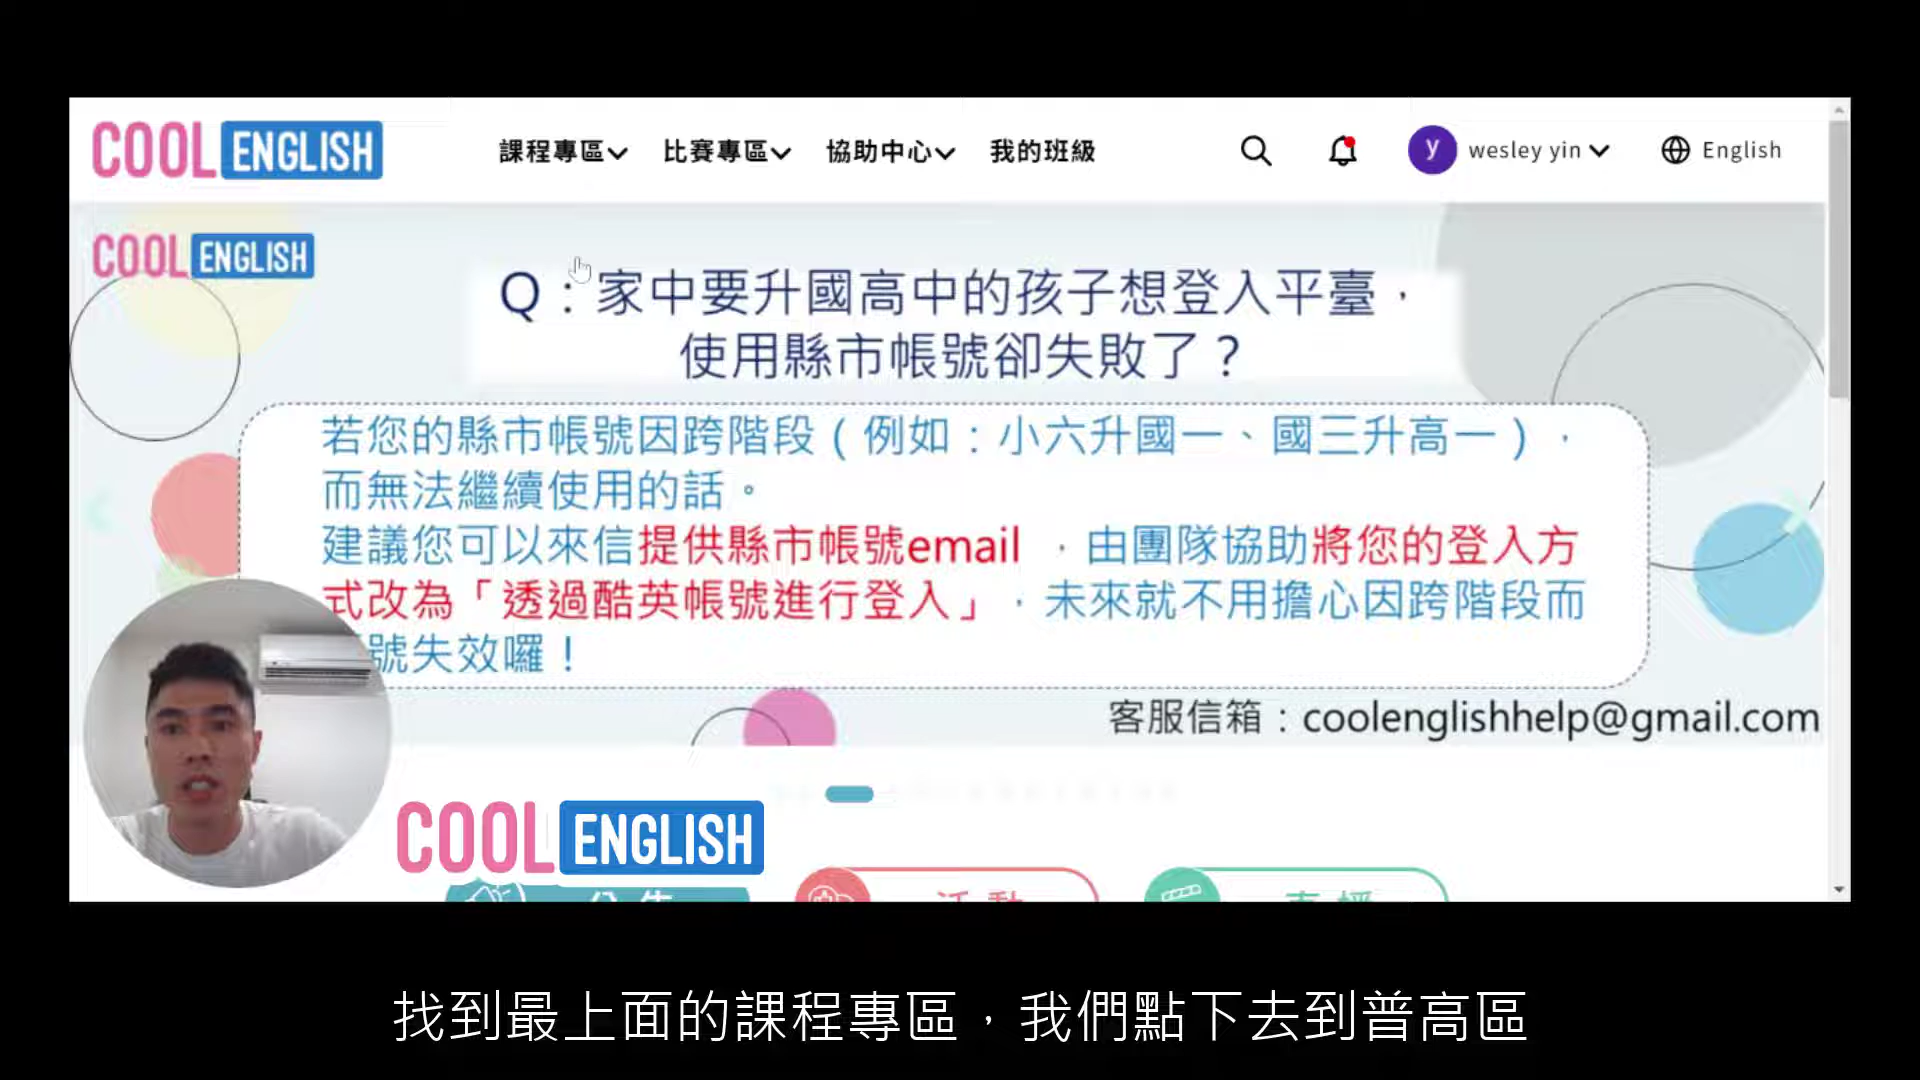 COOL ENGLISH
課程專區 比賽專區 協助中心 我的班級 y wesley yin English
COOL ENGLISH
Q：家中要升國高中的孩子想登入平臺，
使用縣市帳號卻失敗了？
若您的縣市帳號因跨階段（例如：小六升國一、國三升高一），
而無法繼續使用的話。
建議您可以來信提供縣市帳號email ，由團隊協助將您的登入方
式改為「透過酷英帳號進行登入」，未來就不用擔心因跨階段而
號失效囉！
客服信箱：coolenglishhelp@gmail.com
COOL ENGLISH
找到最上面的課程專區，我們點下去到普高區